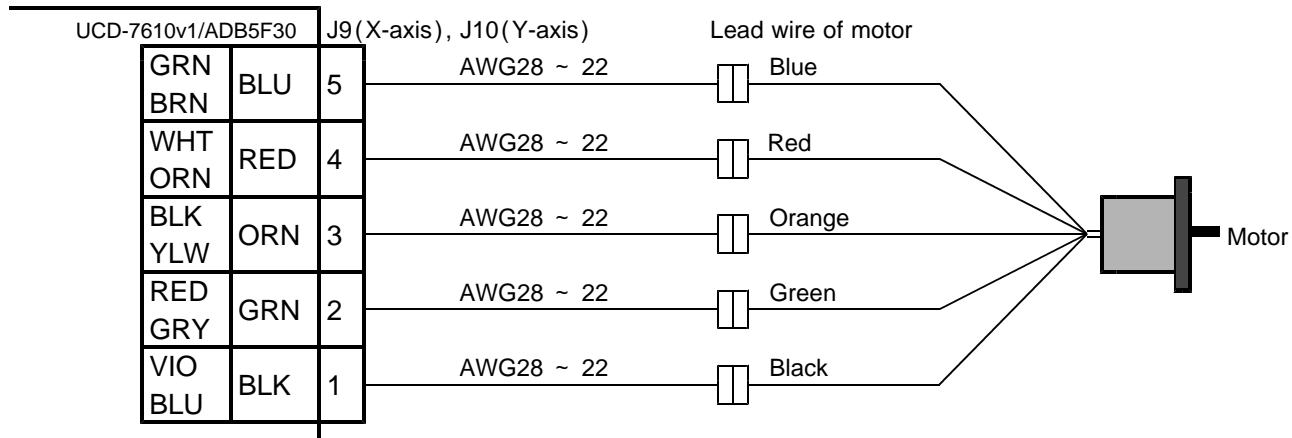 UCD-7610v1/ADB5F30 J9(X-axis), J10(Y-axis) Lead wire of motor
GRN
BRN
BLU 5 AWG28 ~ 22 Blue
WHT
ORN
RED 4 AWG28 ~ 22 Red
BLK
YLW
ORN 3 AWG28 ~ 22 Orange
Motor
RED
GRY
GRN 2 AWG28 ~ 22 Green
VIO
BLU
BLK 1 AWG28 ~ 22 Black